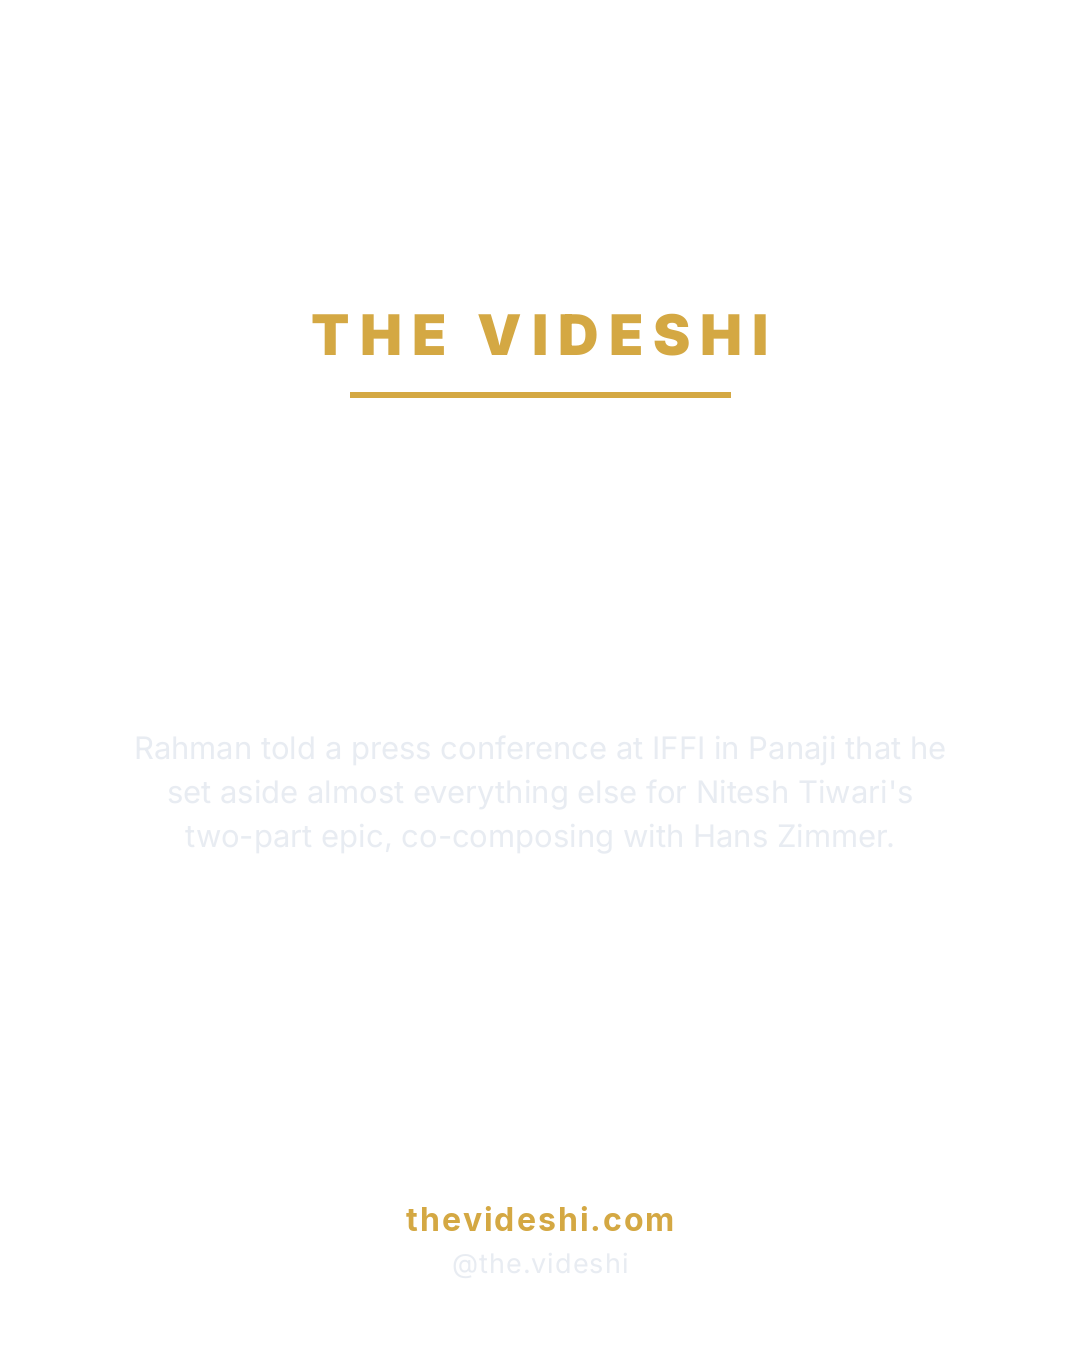 THE VIDESHI
Rahman told a press conference at IFFI in Panaji that he
set aside almost everything else for Nitesh Tiwari's
two-part epic, co-composing with Hans Zimmer.
thevideshi.com
@the.videshi